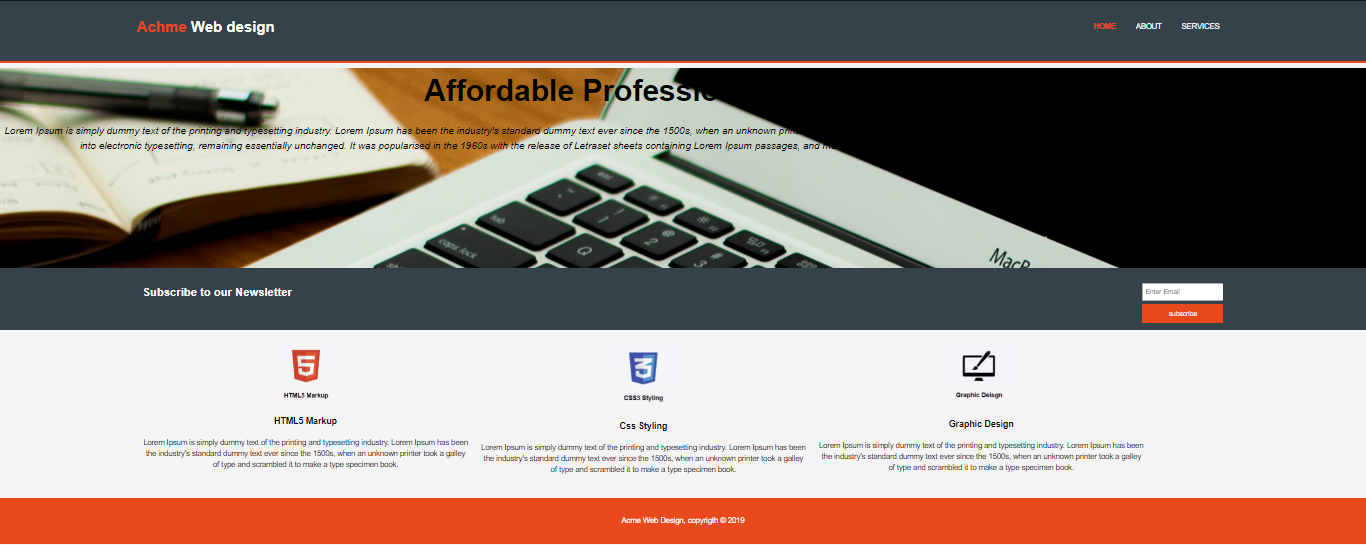 Achme Web design
HOME ABOUT SERVICES
Affordable Professio
Lorem Ipsum is simply dummy text of the printing and typesetting industry. Lorem Ipsum has been the industry's standard dummy text ever since the 1500s, when an unknown
into electronic typesetting, remaining essentially unchanged. It was popularised in the 1960s with the release of Letraset sheets containing Lorem Ipsum passages, and
tab
caps lock
Q
2
3
MacB
Subscribe to our Newsletter
Enter Email
subscribe
HTML5 Markup
HTML5 Markup
Lorem Ipsum is simply dummy text of the printing and typesetting industry. Lorem Ipsum has been
the industry's standard dummy text ever since the 1500s, when an unknown printer took a galley
of type and scrambled it to make a type specimen book.
CSS3 Styling
Css Styling
Lorem Ipsum is simply dummy text of the printing and typesetting industry. Lorem Ipsum has been
the industry's standard dummy text ever since the 1500s, when an unknown printer took a galley
of type and scrambled it to make a type specimen book.
Graphic Deisgn
Graphic Design
Lorem Ipsum is simply dummy text of the printing and typesetting industry. Lorem Ipsum has been
the industry's standard dummy text ever since the 1500s, when an unknown printer took a galley
of type and scrambled it to make a type specimen book.
Acme Web Design, copyrigth © 2019